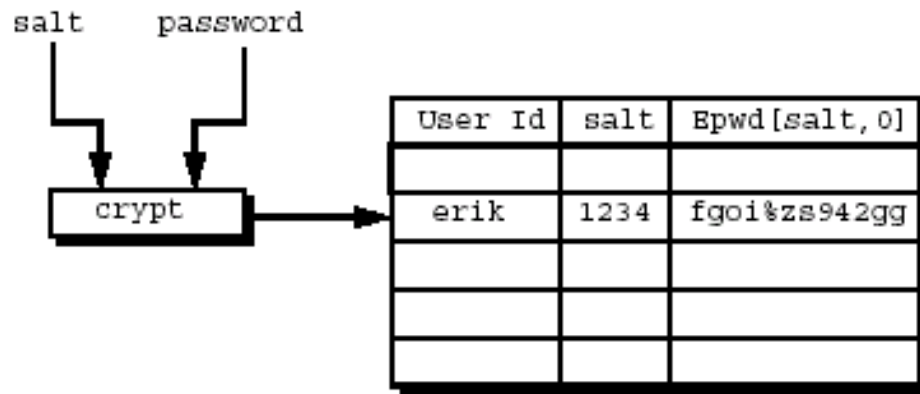 salt password
User Id salt Epwd[salt,0]
crypt erik 1234 fgoi%zs942gg